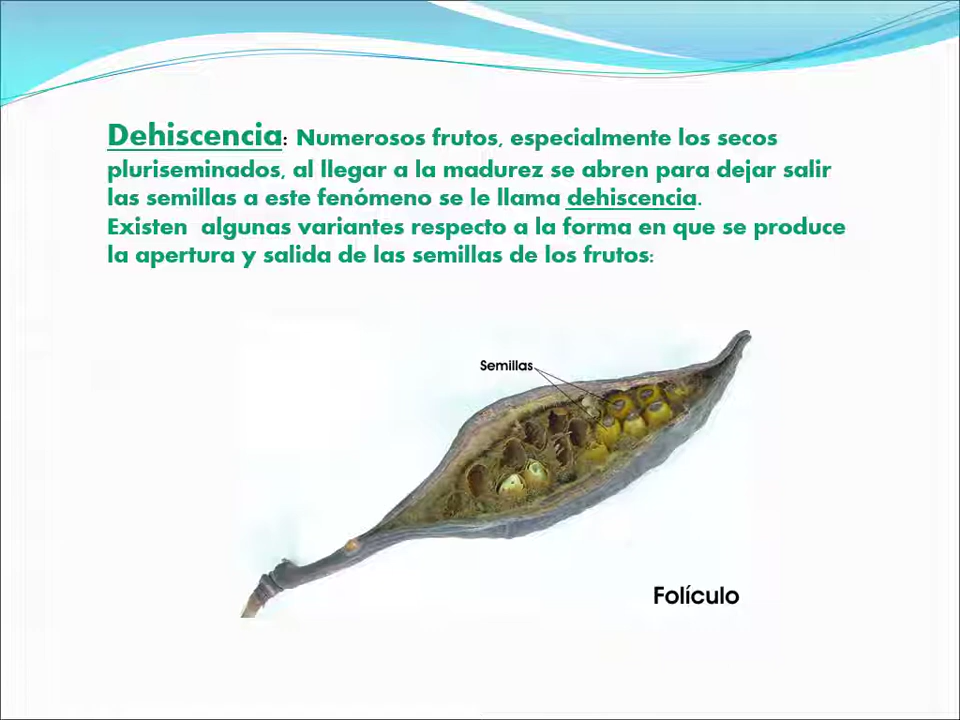 Dehiscencia: Numerosos frutos, especialmente los secos
pluriseminados, al llegar a la madurez se abren para dejar salir
las semillas a este fenómeno se le llama dehiscencia.
Existen algunas variantes respecto a la forma en que se produce
la apertura y salida de las semillas de los frutos:
Semillas
Folículo